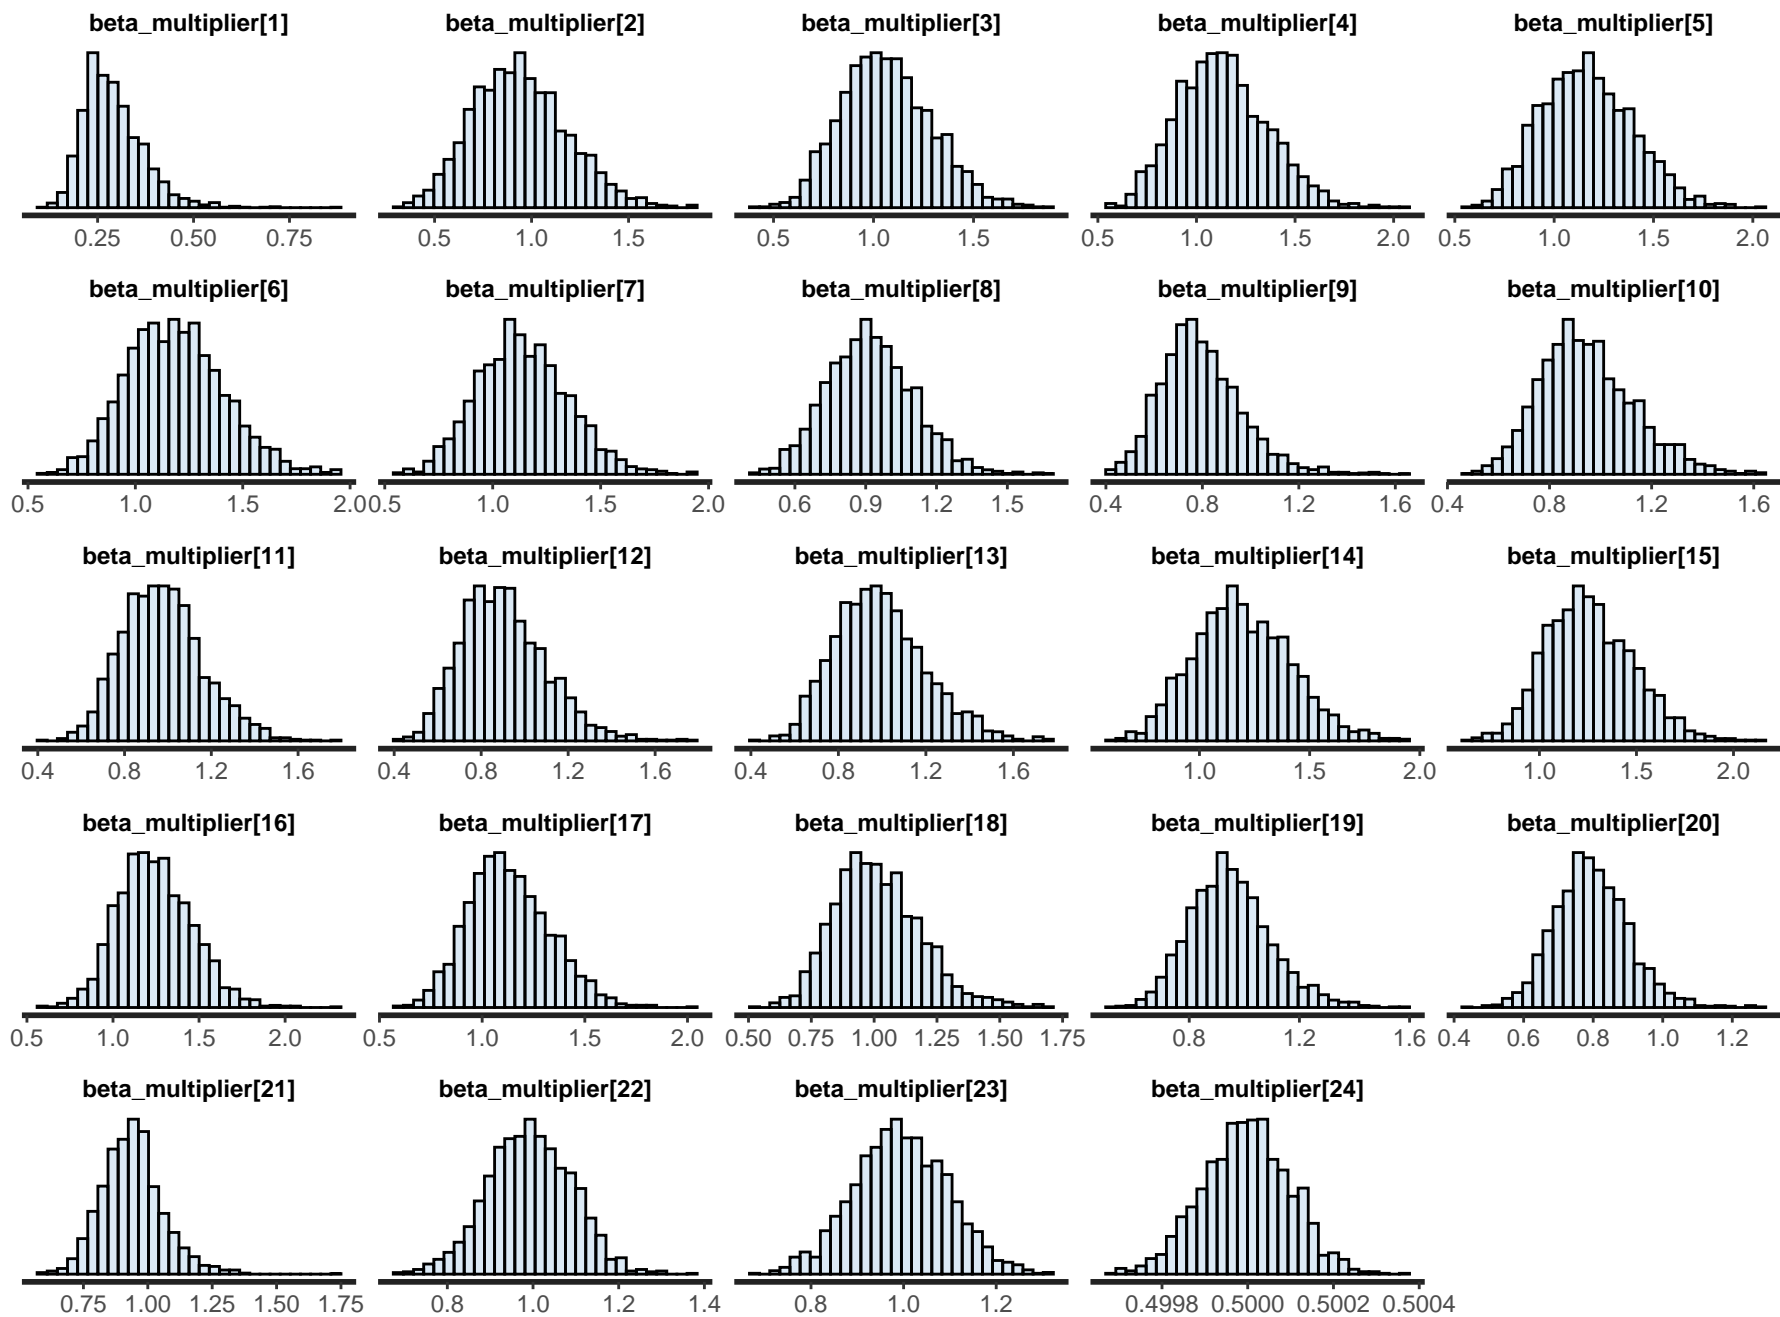 beta_multiplier[1] beta_multiplier[2] beta_multiplier[3] beta_multiplier[4] beta_multiplier[5]
0.25 0.50 0.75 0.5 1.0 1.5 0.5 1.0 1.5 0.5 1.0 1.5 2.0 0.5 1.0 1.5 2.0
beta_multiplier[6] beta_multiplier[7] beta_multiplier[8] beta_multiplier[9] beta_multiplier[10]
0.5 1.0 1.5 2.0 0.5 1.0 1.5 2.0 0.6 0.9 1.2 1.5 0.4 0.8 1.2 1.6 0.4 0.8 1.2 1.6
beta_multiplier[11] beta_multiplier[12] beta_multiplier[13] beta_multiplier[14] beta_multiplier[15]
0.4 0.8 1.2 1.6 0.4 0.8 1.2 1.6 0.4 0.8 1.2 1.6 1.0 1.5 2.0 1.0 1.5 2.0
beta_multiplier[16] beta_multiplier[17] beta_multiplier[18] beta_multiplier[19] beta_multiplier[20]
0.5 1.0 1.5 2.0 0.5 1.0 1.5 2.0 0.50 0.75 1.00 1.25 1.50 1.75 0.8 1.2 1.6 0.4 0.6 0.8 1.0 1.2
beta_multiplier[21] beta_multiplier[22] beta_multiplier[23] beta_multiplier[24]
0.75 1.00 1.25 1.50 1.75 0.8 1.0 1.2 1.4 0.8 1.0 1.2 0.4998 0.5000 0.5002 0.5004